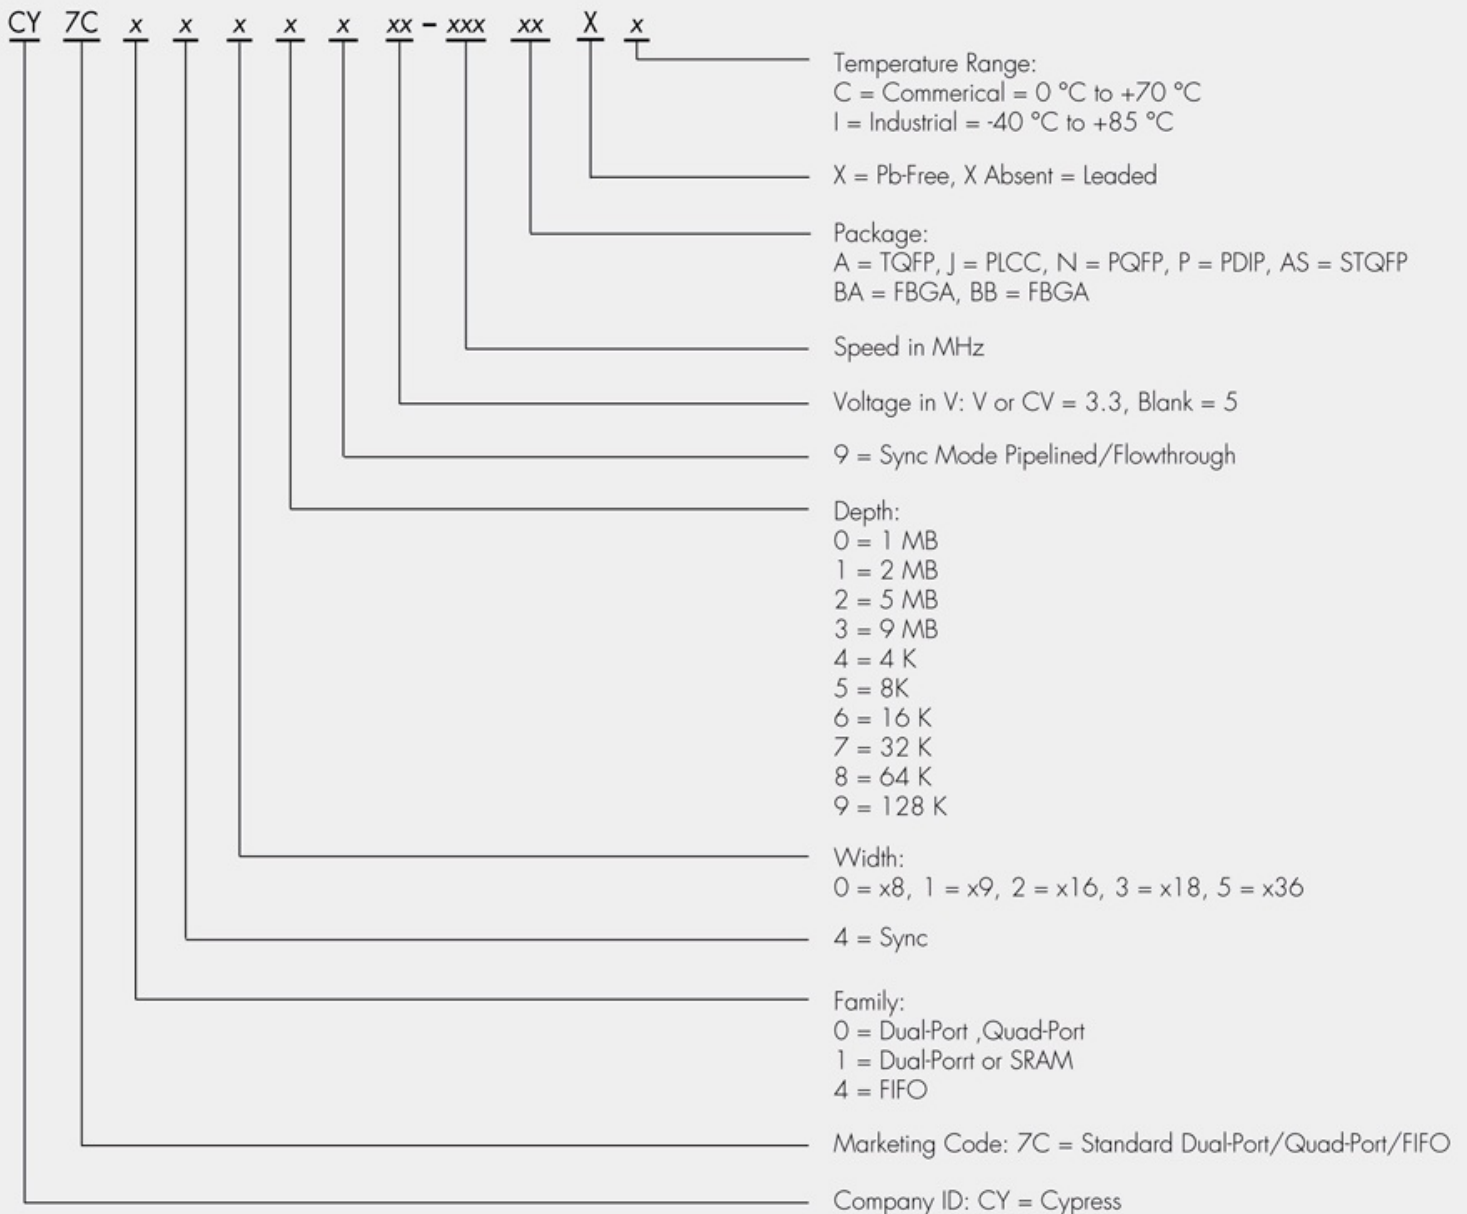 CY 7C x x x x x xx - xxx xx X x
Temperature Range:
C = Commerical = 0 °C to +70 °C
I = Industrial = -40 °C to +85 °C
X = Pb-Free, X Absent = Leaded
Package:
A = TQFP, J = PLCC, N = PQFP, P = PDIP, AS = STQFP
BA = FBGA, BB = FBGA
Speed in MHz
Voltage in V: V or CV = 3.3, Blank = 5
9 = Sync Mode Pipelined/Flowthrough
Depth:
0 = 1 MB
1 = 2 MB
2 = 5 MB
3 = 9 MB
4 = 4 K
5 = 8K
6 = 16 K
7 = 32 K
8 = 64 K
9 = 128 K
Width:
0 = x8, 1 = x9, 2 = x16, 3 = x18, 5 = x36
4 = Sync
Family:
0 = Dual-Port ,Quad-Port
1 = Dual-Porrt or SRAM
4 = FIFO
Marketing Code: 7C = Standard Dual-Port/Quad-Port/FIFO
Company ID: CY = Cypress